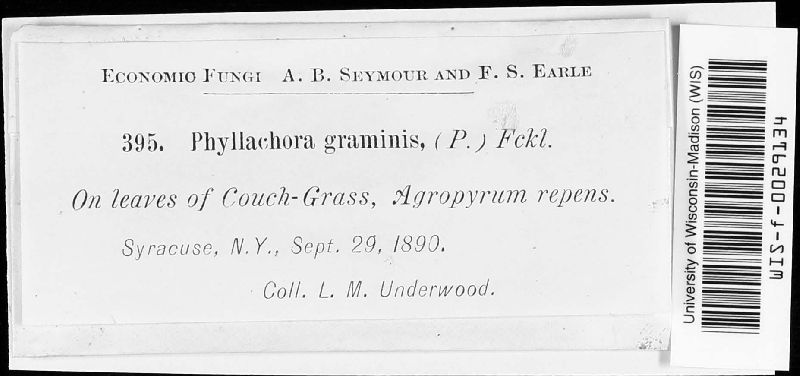 ECONOMIC FUNGI A. B. SEYMOUR AND F. S. EARLE
395. Phyllachora graminis, (P.) Fckl.
On leaves of Couch-Grass, Agropyrum repens.
Syracuse, N.Y., Sept. 29, 1890.
Coll. L. M. Underwood.
University of Wisconsin-Madison (WIS)
WIS-f-0026134